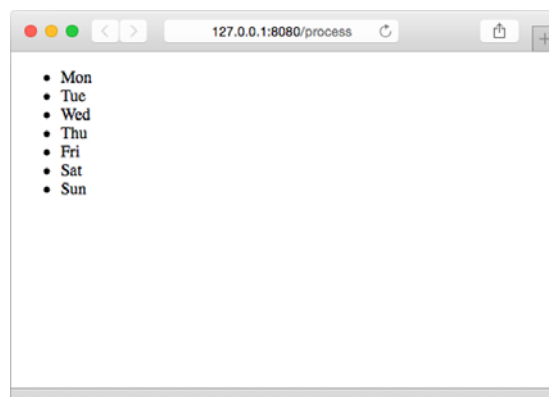 127.0.0.1:8080/process
Mon
Tue
Wed
Thu
Fri
Sat
Sun